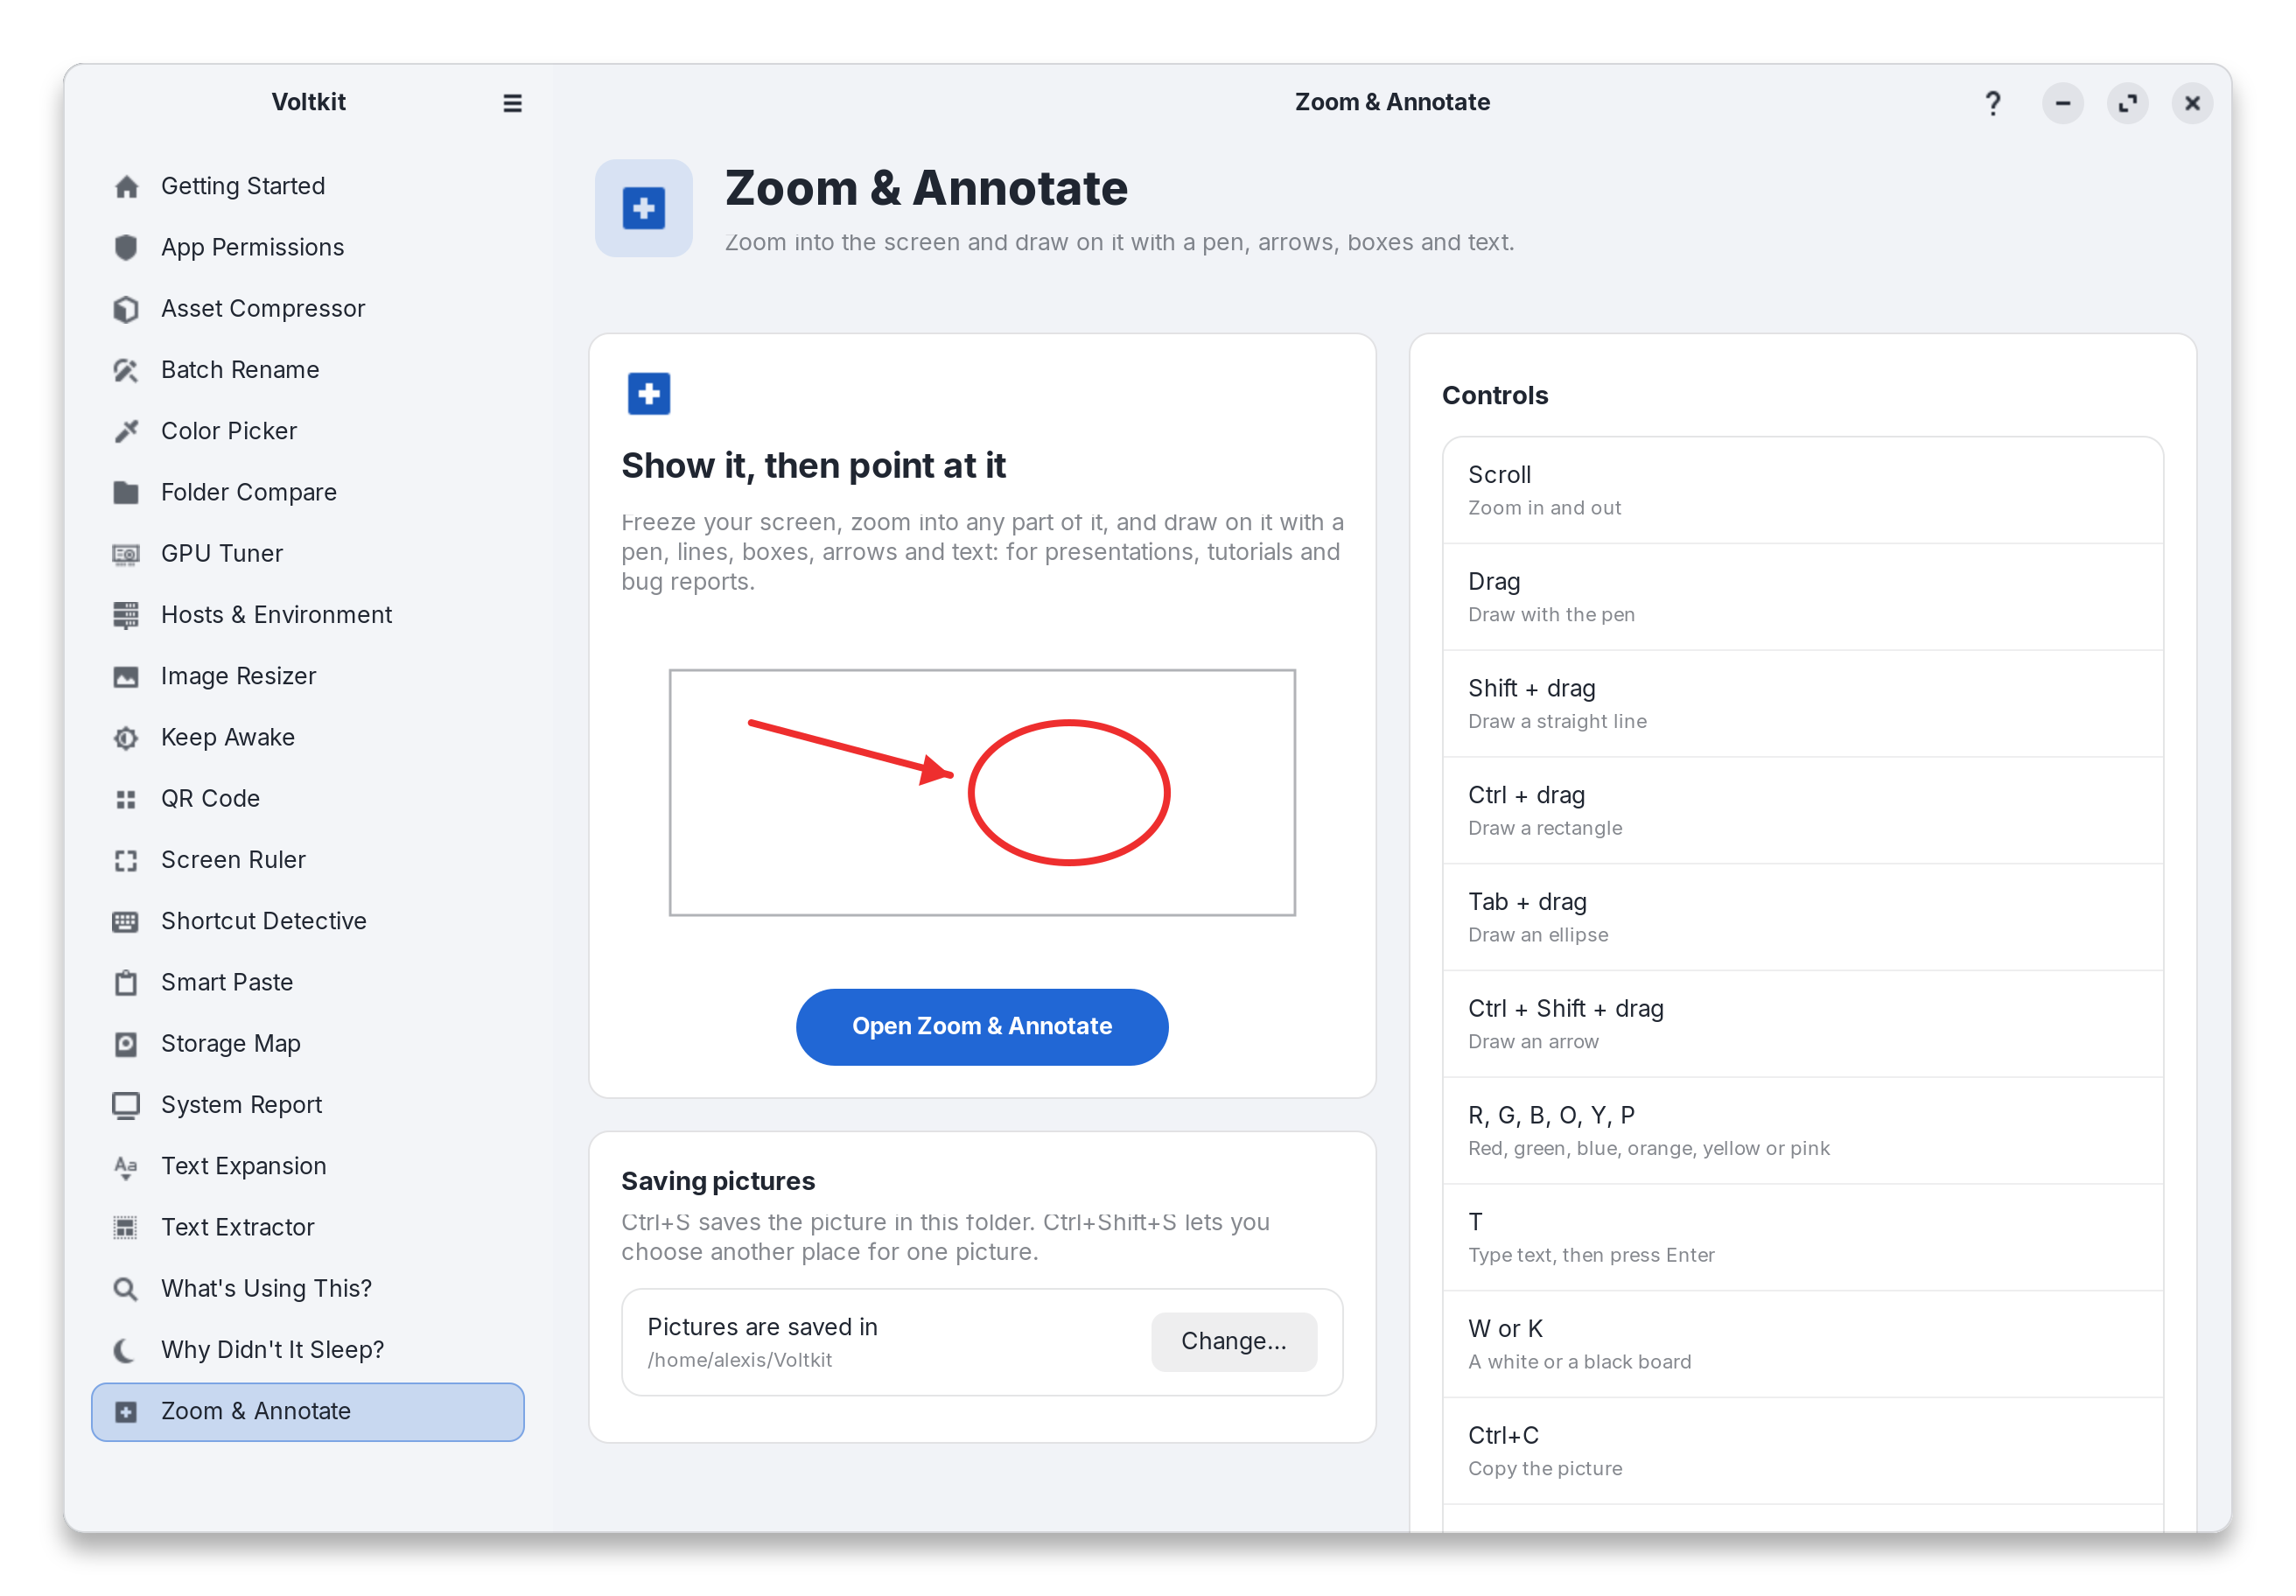 Voltkit
Getting Started
App Permissions
Asset Compressor
Batch Rename
Color Picker
Folder Compare
GPU Tuner
Hosts & Environment
Image Resizer
Keep Awake
QR Code
Screen Ruler
Shortcut Detective
Smart Paste
Storage Map
System Report
Text Expansion
Text Extractor
What's Using This?
Why Didn't It Sleep?
Zoom & Annotate
Zoom & Annotate
?
Zoom & Annotate
Zoom into the screen and draw on it with a pen, arrows, boxes and text.
Show it, then point at it
Freeze your screen, zoom into any part of it, and draw on it with a
pen, lines, boxes, arrows and text: for presentations, tutorials and
bug reports.
Open Zoom & Annotate
Saving pictures
Ctrl+S saves the picture in this folder. Ctrl+Shift+S lets you
choose another place for one picture.
Pictures are saved in
/home/alexis/Voltkit
Change...
Controls
Scroll
Zoom in and out
Drag
Draw with the pen
Shift + drag
Draw a straight line
Ctrl + drag
Draw a rectangle
Tab + drag
Draw an ellipse
Ctrl + Shift + drag
Draw an arrow
R, G, B, O, Y, P
Red, green, blue, orange, yellow or pink
T
Type text, then press Enter
W or K
A white or a black board
Ctrl+C
Copy the picture